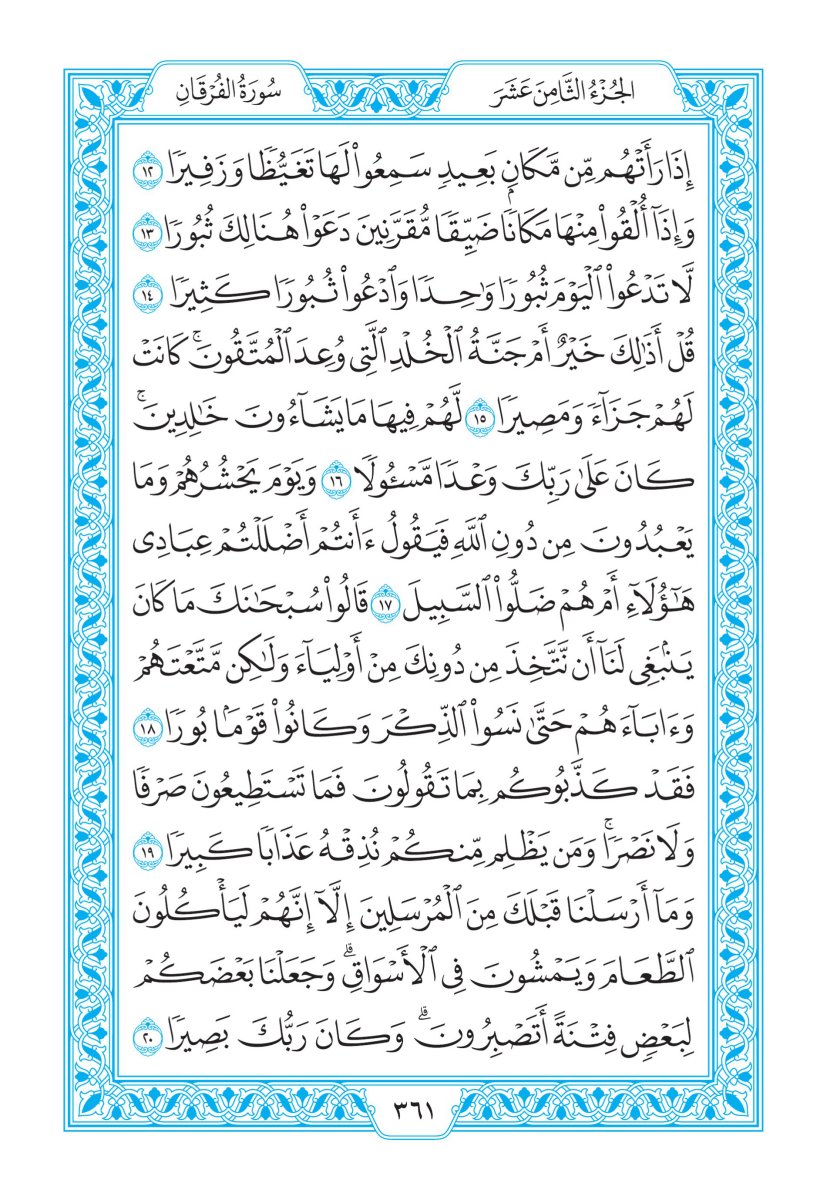 الجُزْءُ الثَّامِنَ عَشَرَ
سُورَةُ الفُرْقَانِ
إِذَا رَأَتْهُم مِّن مَّكَانِۭ بَعِيدٖ سَمِعُواْ لَهَا تَغَيُّظٗا وَزَفِيرٗا ١٢
وَإِذَآ أُلۡقُواْ مِنۡهَا مَكَانٗا ضَيِّقٗا مُّقَرَّنِينَ دَعَوۡاْ هُنَالِكَ ثُبُورٗا ١٣
لَّا تَدۡعُواْ ٱلۡيَوۡمَ ثُبُورٗا وَٰحِدٗا وَٱدۡعُواْ ثُبُورٗا كَثِيرٗا ١٤
قُلۡ أَذَٰلِكَ خَيۡرٌ أَمۡ جَنَّةُ ٱلۡخُلۡدِ ٱلَّتِي وُعِدَ ٱلۡمُتَّقُونَۚ كَانَتۡ
لَهُمۡ جَزَآءٗ وَمَصِيرٗا ١٥ لَّهُمۡ فِيهَا مَا يَشَآءُونَ خَٰلِدِينَۚ
كَانَ عَلَىٰ رَبِّكَ وَعۡدٗا مَّسۡـُٔولٗا ١٦ وَيَوۡمَ يَحۡشُرُهُمۡ وَمَا
يَعۡبُدُونَ مِن دُونِ ٱللَّهِ فَيَقُولُ ءَأَنتُمۡ أَضۡلَلۡتُمۡ عِبَادِي
هَٰٓؤُلَآءِ أَمۡ هُمۡ ضَلُّواْ ٱلسَّبِيلَ ١٧ قَالُواْ سُبۡحَٰنَكَ مَا كَانَ
يَنۢبَغِي لَنَآ أَن نَّتَّخِذَ مِن دُونِكَ مِنۡ أَوۡلِيَآءَ وَلَٰكِن مَّتَّعۡتَهُمۡ
وَءَابَآءَهُمۡ حَتَّىٰ نَسُواْ ٱلذِّكۡرَ وَكَانُواْ قَوۡمَۢا بُورٗا ١٨
فَقَدۡ كَذَّبُوكُم بِمَا تَقُولُونَ فَمَا تَسۡتَطِيعُونَ صَرۡفٗا
وَلَا نَصۡرٗاۚ وَمَن يَظۡلِم مِّنكُمۡ نُذِقۡهُ عَذَابٗا كَبِيرٗا ١٩
وَمَآ أَرۡسَلۡنَا قَبۡلَكَ مِنَ ٱلۡمُرۡسَلِينَ إِلَّآ إِنَّهُمۡ لَيَأۡكُلُونَ
ٱلطَّعَامَ وَيَمۡشُونَ فِي ٱلۡأَسۡوَاقِۗ وَجَعَلۡنَا بَعۡضَكُمۡ
لِبَعۡضٖ فِتۡنَةً أَتَصۡبِرُونَۗ وَكَانَ رَبُّكَ بَصِيرٗا ٢٠
٣٦١